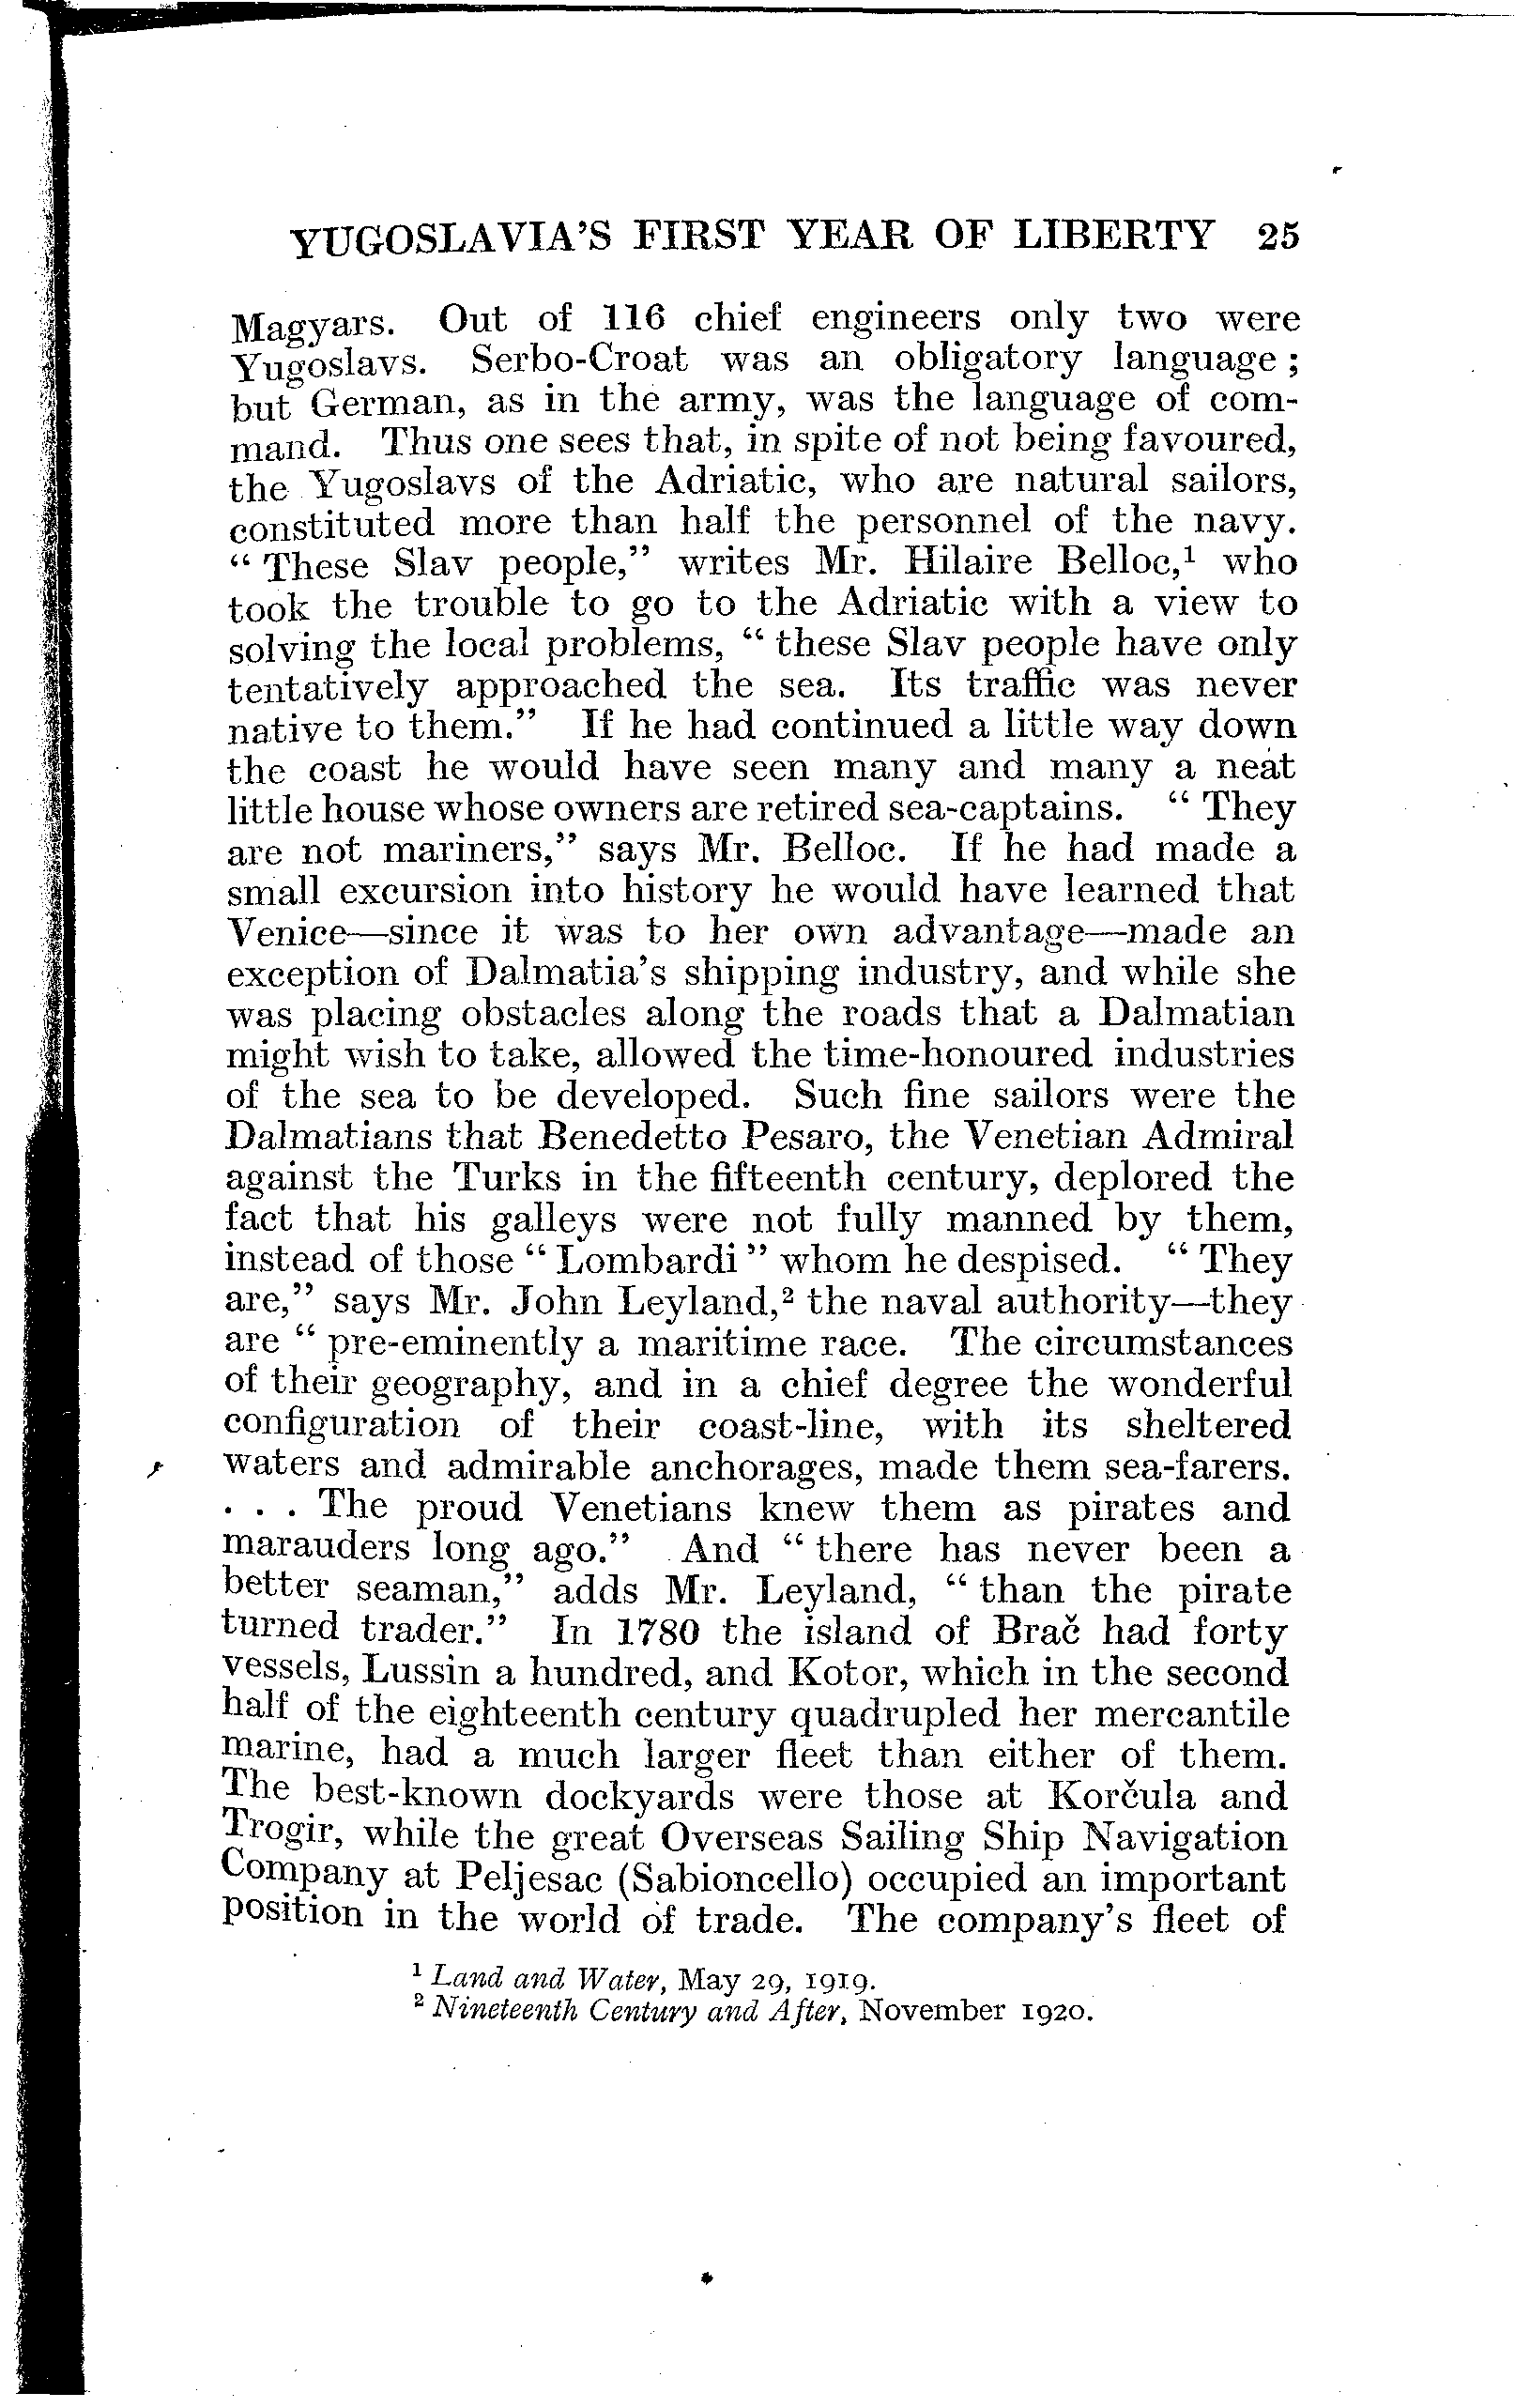 YUGOSLAVIA'S FIRST YEAR OF LIBERTY 25
Magyars. Out of 116 chief engineers only two were
Yugoslavs. Serbo-Croat was an obligatory language ;
but German, as in the army, was the language of com-
mand. Thus one sees that, in spite of not being favoured,
the Yugoslavs of the Adriatic, who are natural sailors,
constituted more than half the personnel of the navy.
“ These Slav people,” writes Mr. Hilaire Belloc,¹ who
took the trouble to go to the Adriatic with a view to
solving the local problems, “ these Slav people have only
tentatively approached the sea. Its traffic was never
native to them.” If he had continued a little way down
the coast he would have seen many and many a neat
little house whose owners are retired sea-captains. “ They
are not mariners,” says Mr. Belloc. If he had made a
small excursion into history he would have learned that
Venice—since it was to her own advantage—made an
exception of Dalmatia's shipping industry, and while she
was placing obstacles along the roads that a Dalmatian
might wish to take, allowed the time-honoured industries
of the sea to be developed. Such fine sailors were the
Dalmatians that Benedetto Pesaro, the Venetian Admiral
against the Turks in the fifteenth century, deplored the
fact that his galleys were not fully manned by them,
instead of those “ Lombardi ” whom he despised. “ They
are,” says Mr. John Leyland,² the naval authority—they
are “ pre-eminently a maritime race. The circumstances
of their geography, and in a chief degree the wonderful
configuration of their coast-line, with its sheltered
waters and admirable anchorages, made them sea-farers.
. . . The proud Venetians knew them as pirates and
marauders long ago.” And “ there has never been a
better seaman,” adds Mr. Leyland, “ than the pirate
turned trader.” In 1780 the island of Brač had forty
vessels, Lussin a hundred, and Kotor, which in the second
half of the eighteenth century quadrupled her mercantile
marine, had a much larger fleet than either of them.
The best-known dockyards were those at Korčula and
Trogir, while the great Overseas Sailing Ship Navigation
Company at Peljesac (Sabioncello) occupied an important
position in the world of trade. The company's fleet of
¹ Land and Water, May 29, 1919.
² Nineteenth Century and After, November 1920.